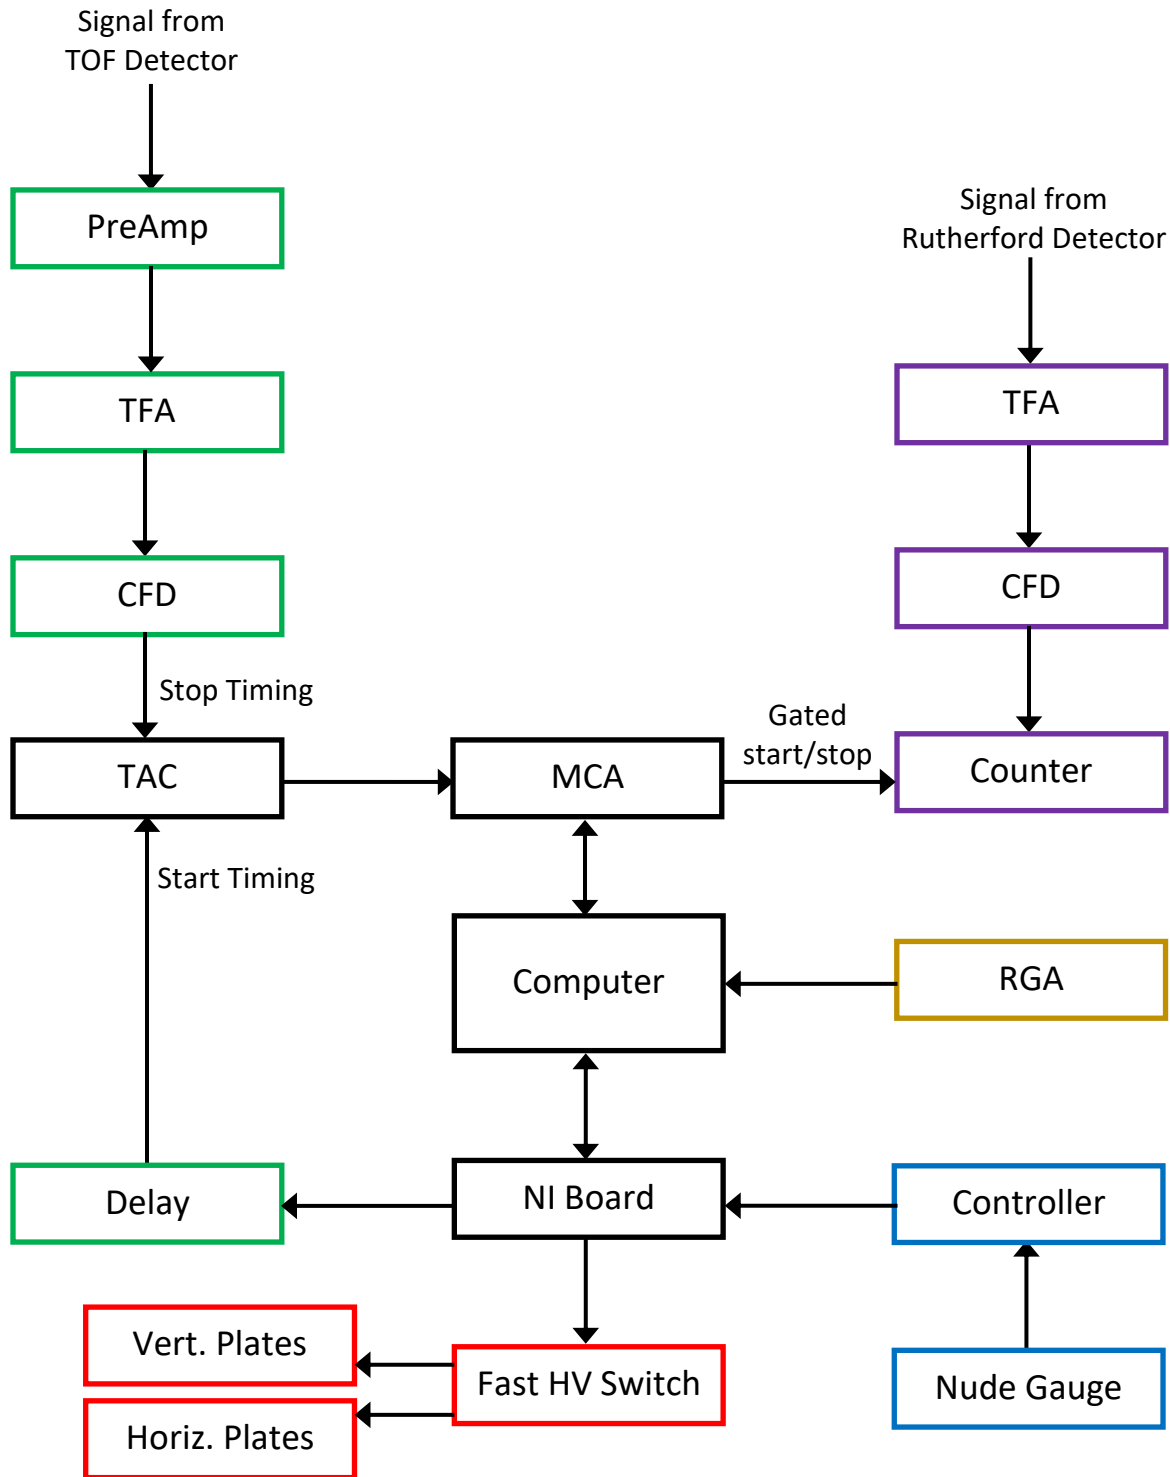 Signal from
TOF Detector
PreAmp
Signal from
Rutherford Detector
TFA
TFA
CFD
CFD
Stop Timing
Gated
start/stop
TAC
MCA
Counter
Start Timing
Computer
RGA
Delay
NI Board
Controller
Vert. Plates
Fast HV Switch
Nude Gauge
Horiz. Plates